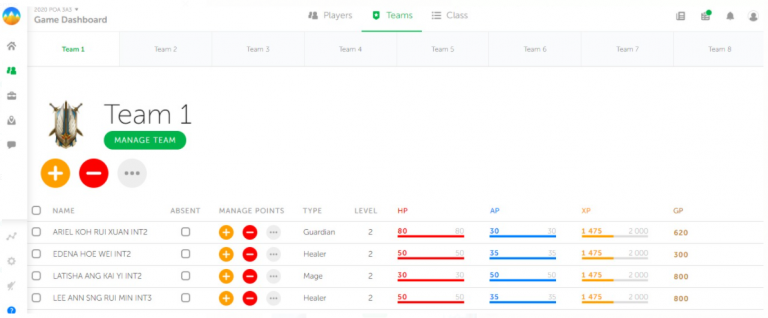 2020 POA 3A3
Game Dashboard
Players Teams Class
Team 1 Team 2 Team 3 Team 4 Team 5 Team 6 Team 7 Team 8
Team 1
MANAGE TEAM
NAME ABSENT MANAGE POINTS TYPE LEVEL HP AP XP GP
ARIEL KOH RUI XUAN INT2 Guardian 2 80 80 30 30 1 475 2 000 620
EDENA HOE WEI INT2 Healer 2 50 50 35 35 1 475 2 000 300
LATISHA ANG KAI YI INT2 Mage 2 30 30 50 50 1 475 2 000 800
LEE ANN SNG RUI MIN INT3 Healer 2 50 50 35 35 1 475 2 000 800